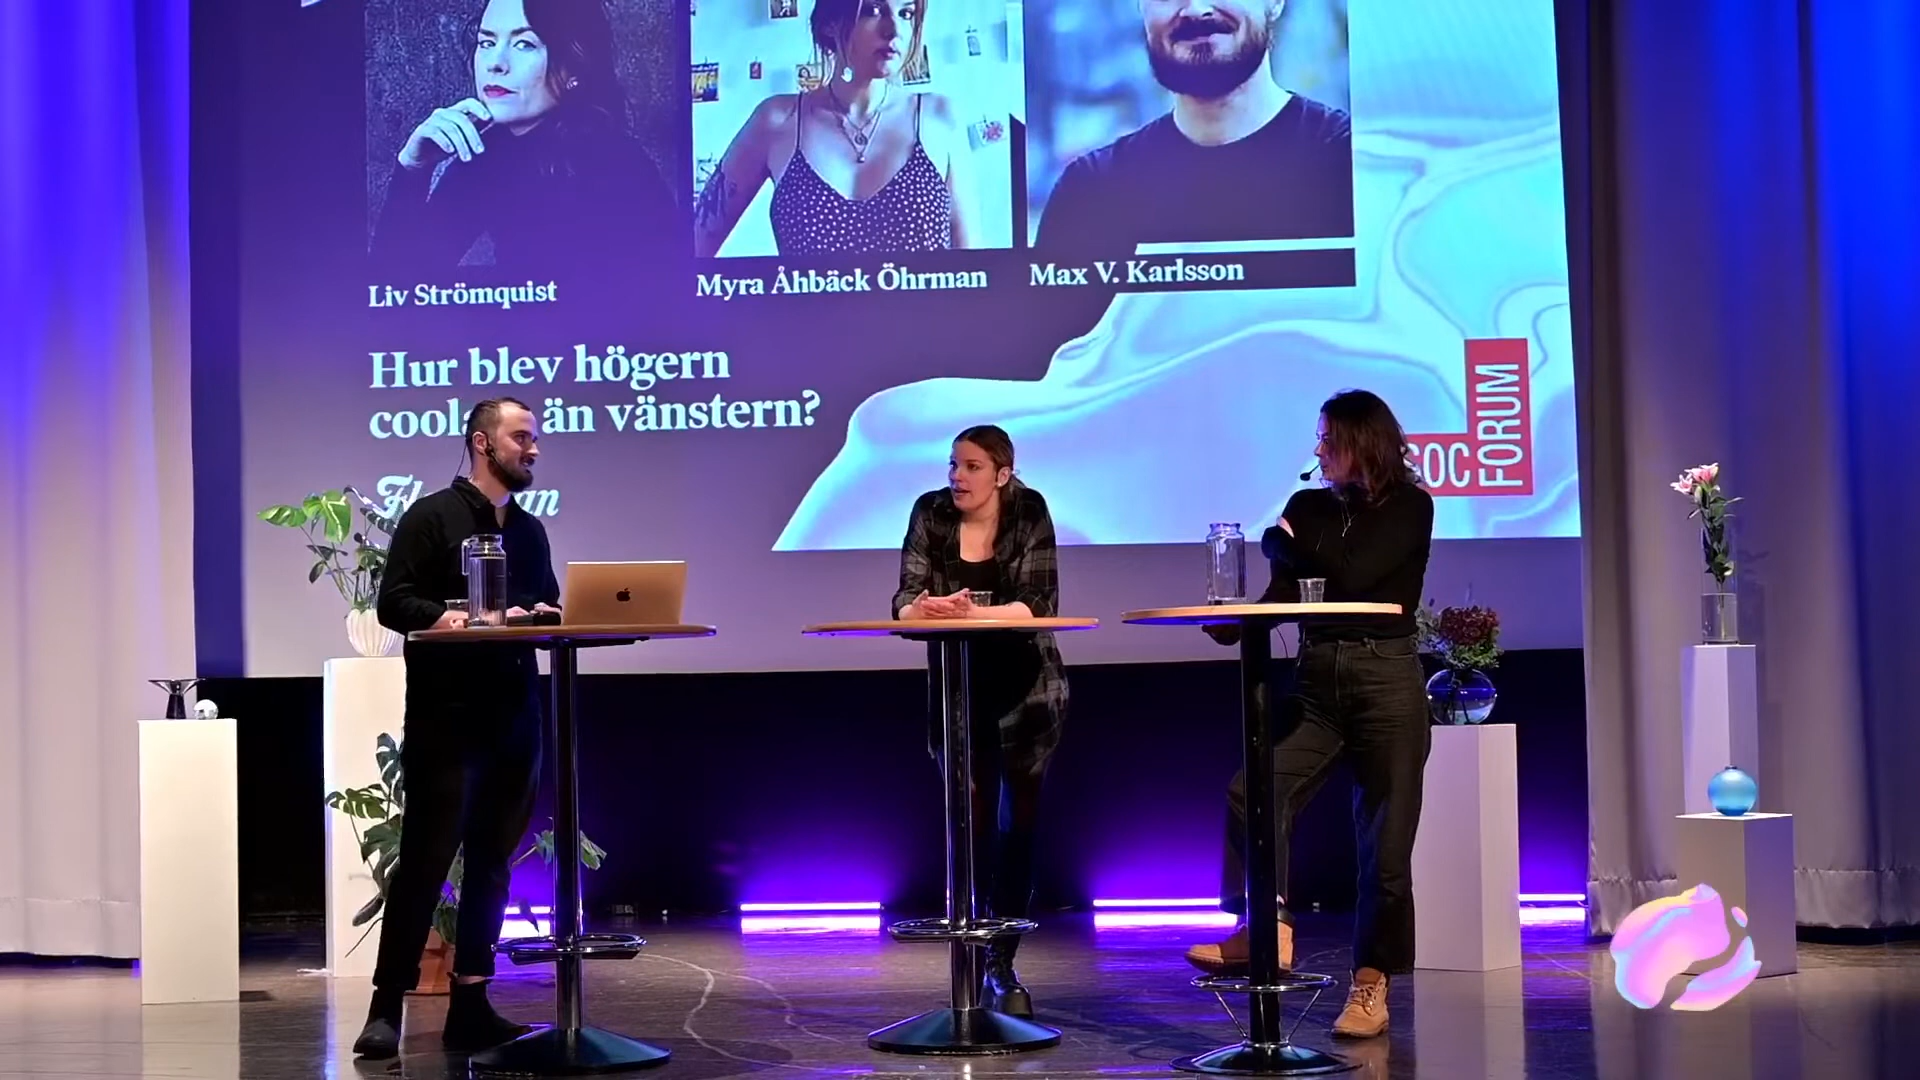 Liv Strömquist
Myra Åhbäck Öhrman
Max V. Karlsson
Hur blev högern
än vänstern?
SOC
FORUM